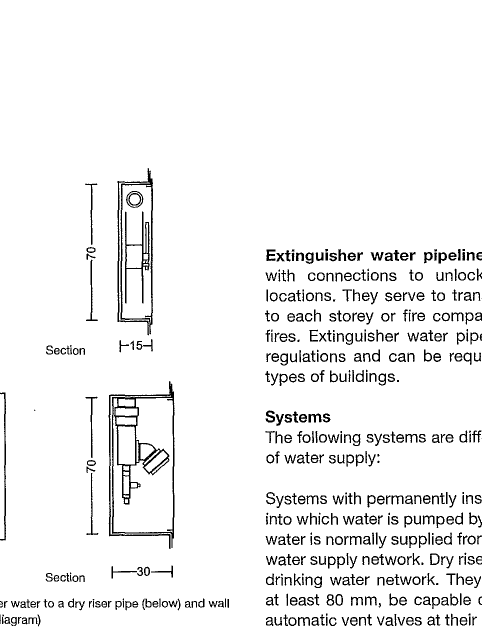 70
Section
15
70
Section
30
er water to a dry riser pipe (below) and wall
iagram)
Extinguisher water pipeline
with connections to unlock
locations. They serve to tran
to each storey or fire compa
fires. Extinguisher water pipe
regulations and can be requ
types of buildings.
Systems
The following systems are diffe
of water supply:
Systems with permanently ins
into which water is pumped by
water is normally supplied from
water supply network. Dry rise
drinking water network. They
at least 80 mm, be capable o
automatic vent valves at their